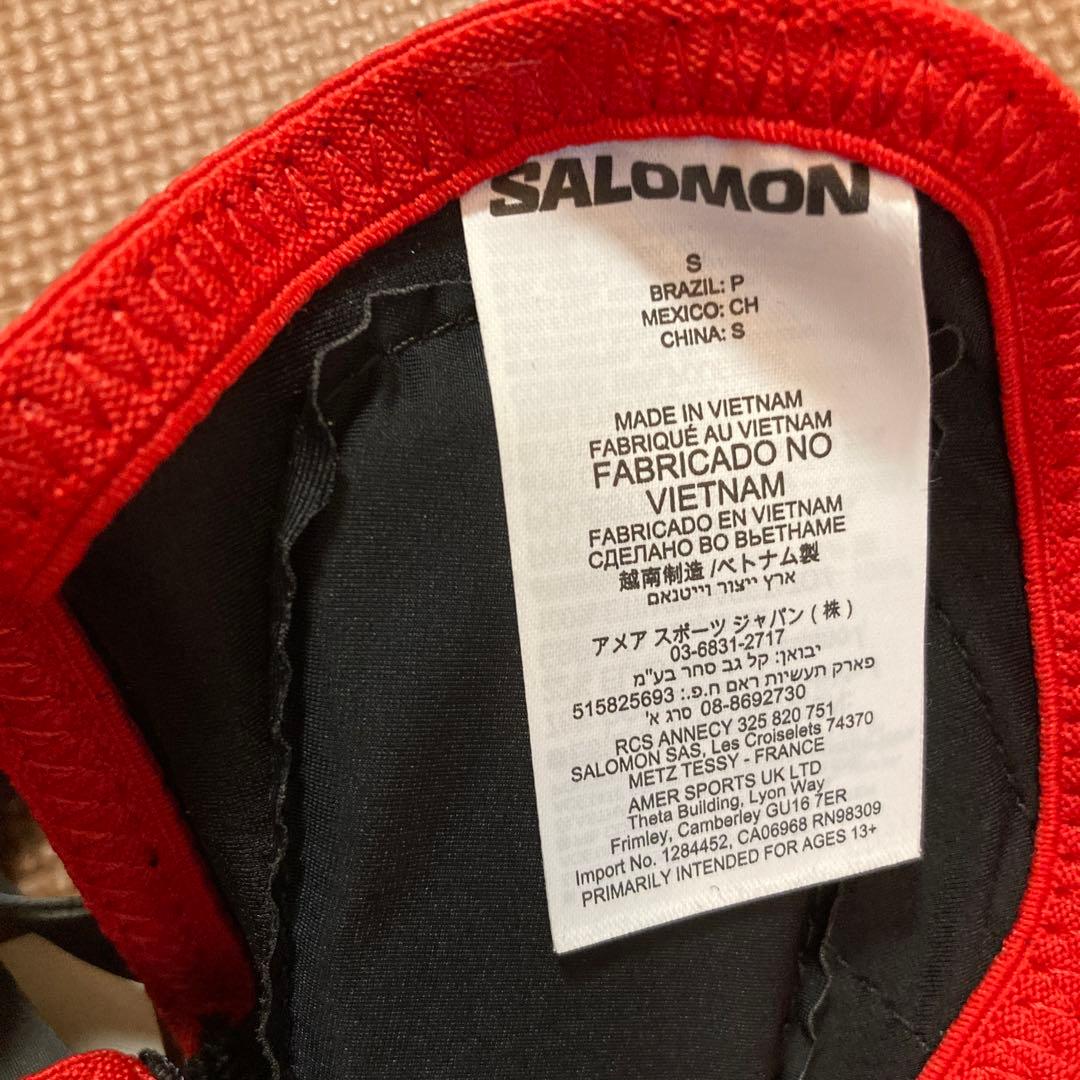 SALOMON
S
BRAZIL: P
MEXICO: CH
CHINA: S
MADE IN VIETNAM
FABRIQUÉ AU VIETNAM
FABRICADO NO
VIETNAM
FABRICADO EN VIETNAM
СДЕЛАНО ВО ВЬЕТНАМЕ
越南制造 /ベトナム製
ארץ ייצור וייטנאם
アメア スポーツ ジャパン ( 株 )
03-6831-2717
יבואן: קל גב סחר בע"מ
פארק תעשיות ראם ח.פ.: 515825693
08-8692730 סרג א'
RCS ANNECY 325 820 751
SALOMON SAS, Les Croiselets 74370
METZ TESSY - FRANCE
AMER SPORTS UK LTD
Theta Building, Lyon Way
Frimley, Camberley GU16 7ER
Import No. 1284452, CA06968 RN98309
PRIMARILY INTENDED FOR AGES 13+